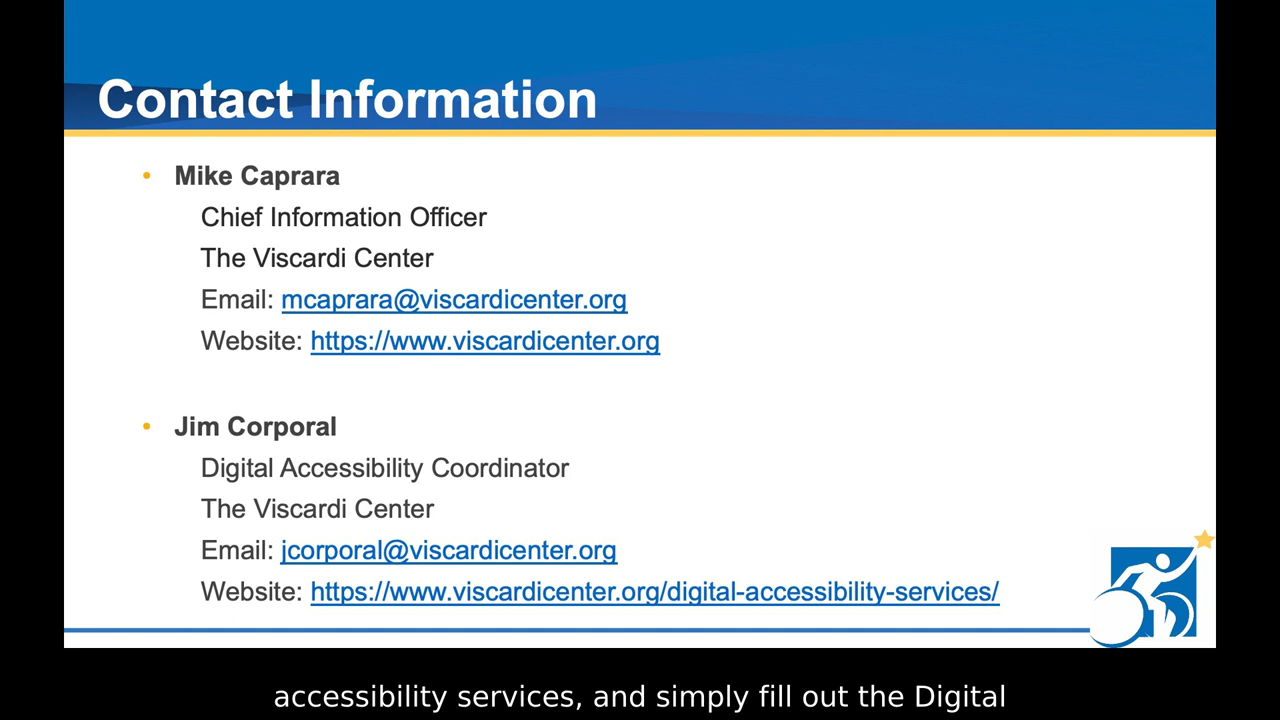 Contact Information
• Mike Caprara
Chief Information Officer
The Viscardi Center
Email: mcaprara@viscardicenter.org
Website: https://www.viscardicenter.org
• Jim Corporal
Digital Accessibility Coordinator
The Viscardi Center
Email: jcorporal@viscardicenter.org
Website: https://www.viscardicenter.org/digital-accessibility-services/
accessibility services, and simply fill out the Digital